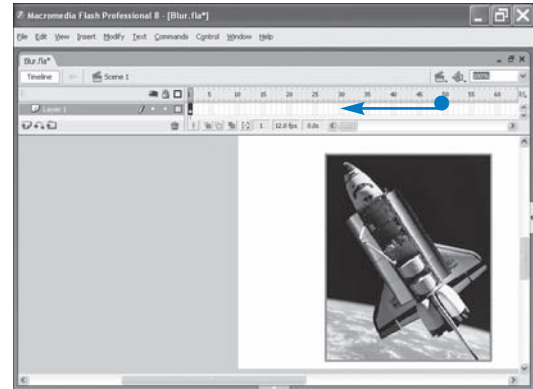 Macromedia Flash Professional 8 - [Blur.fla*]
File Edit View Insert Modify Text Commands Control Window Help
Blur.fla*
Timeline Scene 1 100%
1 5 10 15 20 25 30 35 40 45 50 55 60 65
Layer 1
1 12.0 fps 0.0s